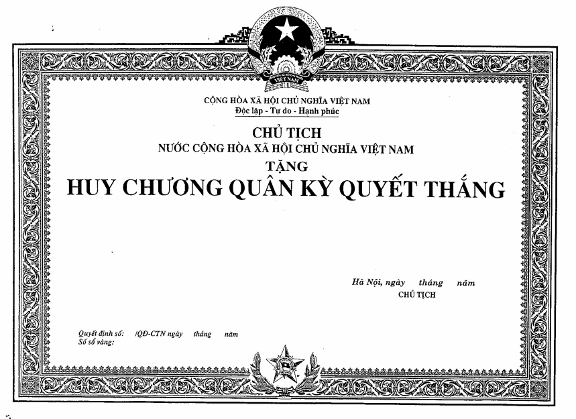 VIỆT NAM
CỘNG HÒA XÃ HỘI CHỦ NGHĨA VIỆT NAM
Độc lập - Tự do - Hạnh phúc
CHỦ TỊCH
NƯỚC CỘNG HÒA XÃ HỘI CHỦ NGHĨA VIỆT NAM
TẶNG
HUY CHƯƠNG QUÂN KỲ QUYẾT THẮNG
Hà Nội, ngày tháng năm
CHỦ TỊCH
Quyết định số: /QĐ-CTN ngày tháng năm
Số sổ vàng: